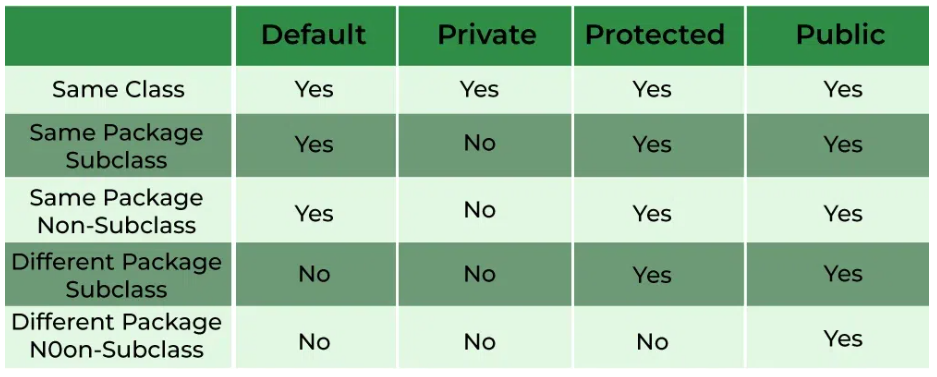 Default Private Protected Public
Same Class Yes Yes Yes Yes
Same Package
Subclass Yes No Yes Yes
Same Package
Non-Subclass Yes No Yes Yes
Different Package
Subclass No No Yes Yes
Different Package
N0on-Subclass No No No Yes